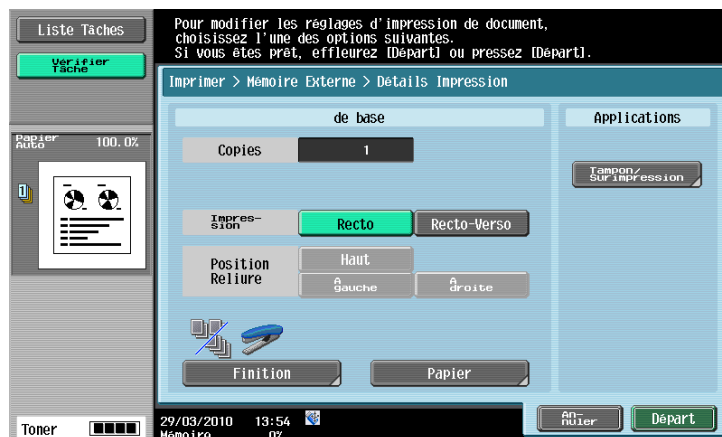 Liste Tâches
Vérifier
Tâche
Papier
Auto
100.0%
1
Toner
Pour modifier les réglages d'impression de document,
choisissez l'une des options suivantes.
Si vous êtes prêt, effleurez [Départ] ou pressez [Départ].
Imprimer > Mémoire Externe > Détails Impression
de base
Copies 1
Impres-
sion
Recto Recto-Verso
Position
Reliure
Haut
A
gauche
A
droite
Finition Papier
Applications
Tampon/
Surimpression
29/03/2010 13:54
Mémoire 0%
An-
nuler
Départ